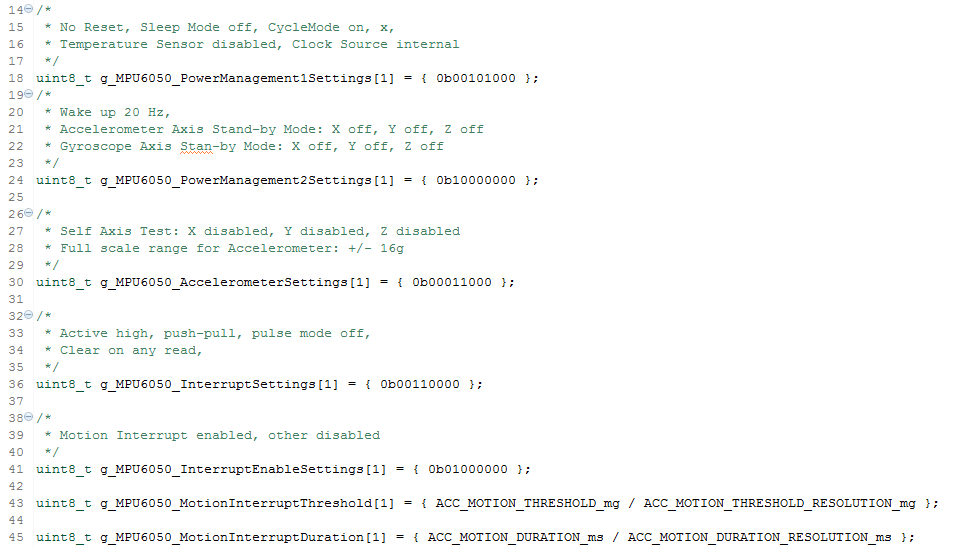 14 /*
15  * No Reset, Sleep Mode off, CycleMode on, x,
16  * Temperature Sensor disabled, Clock Source internal
17  */
18 uint8_t g_MPU6050_PowerManagement1Settings[1] = { 0b00101000 };
19 /*
20  * Wake up 20 Hz,
21  * Accelerometer Axis Stand-by Mode: X off, Y off, Z off
22  * Gyroscope Axis Stan-by Mode: X off, Y off, Z off
23  */
24 uint8_t g_MPU6050_PowerManagement2Settings[1] = { 0b10000000 };
25
26 /*
27  * Self Axis Test: X disabled, Y disabled, Z disabled
28  * Full scale range for Accelerometer: +/- 16g
29  */
30 uint8_t g_MPU6050_AccelerometerSettings[1] = { 0b00011000 };
31
32 /*
33  * Active high, push-pull, pulse mode off,
34  * Clear on any read,
35  */
36 uint8_t g_MPU6050_InterruptSettings[1] = { 0b00110000 };
37
38 /*
39  * Motion Interrupt enabled, other disabled
40  */
41 uint8_t g_MPU6050_InterruptEnableSettings[1] = { 0b01000000 };
42
43 uint8_t g_MPU6050_MotionInterruptThreshold[1] = { ACC_MOTION_THRESHOLD_mg / ACC_MOTION_THRESHOLD_RESOLUTION_mg };
44
45 uint8_t g_MPU6050_MotionInterruptDuration[1] = { ACC_MOTION_DURATION_ms / ACC_MOTION_DURATION_RESOLUTION_ms };